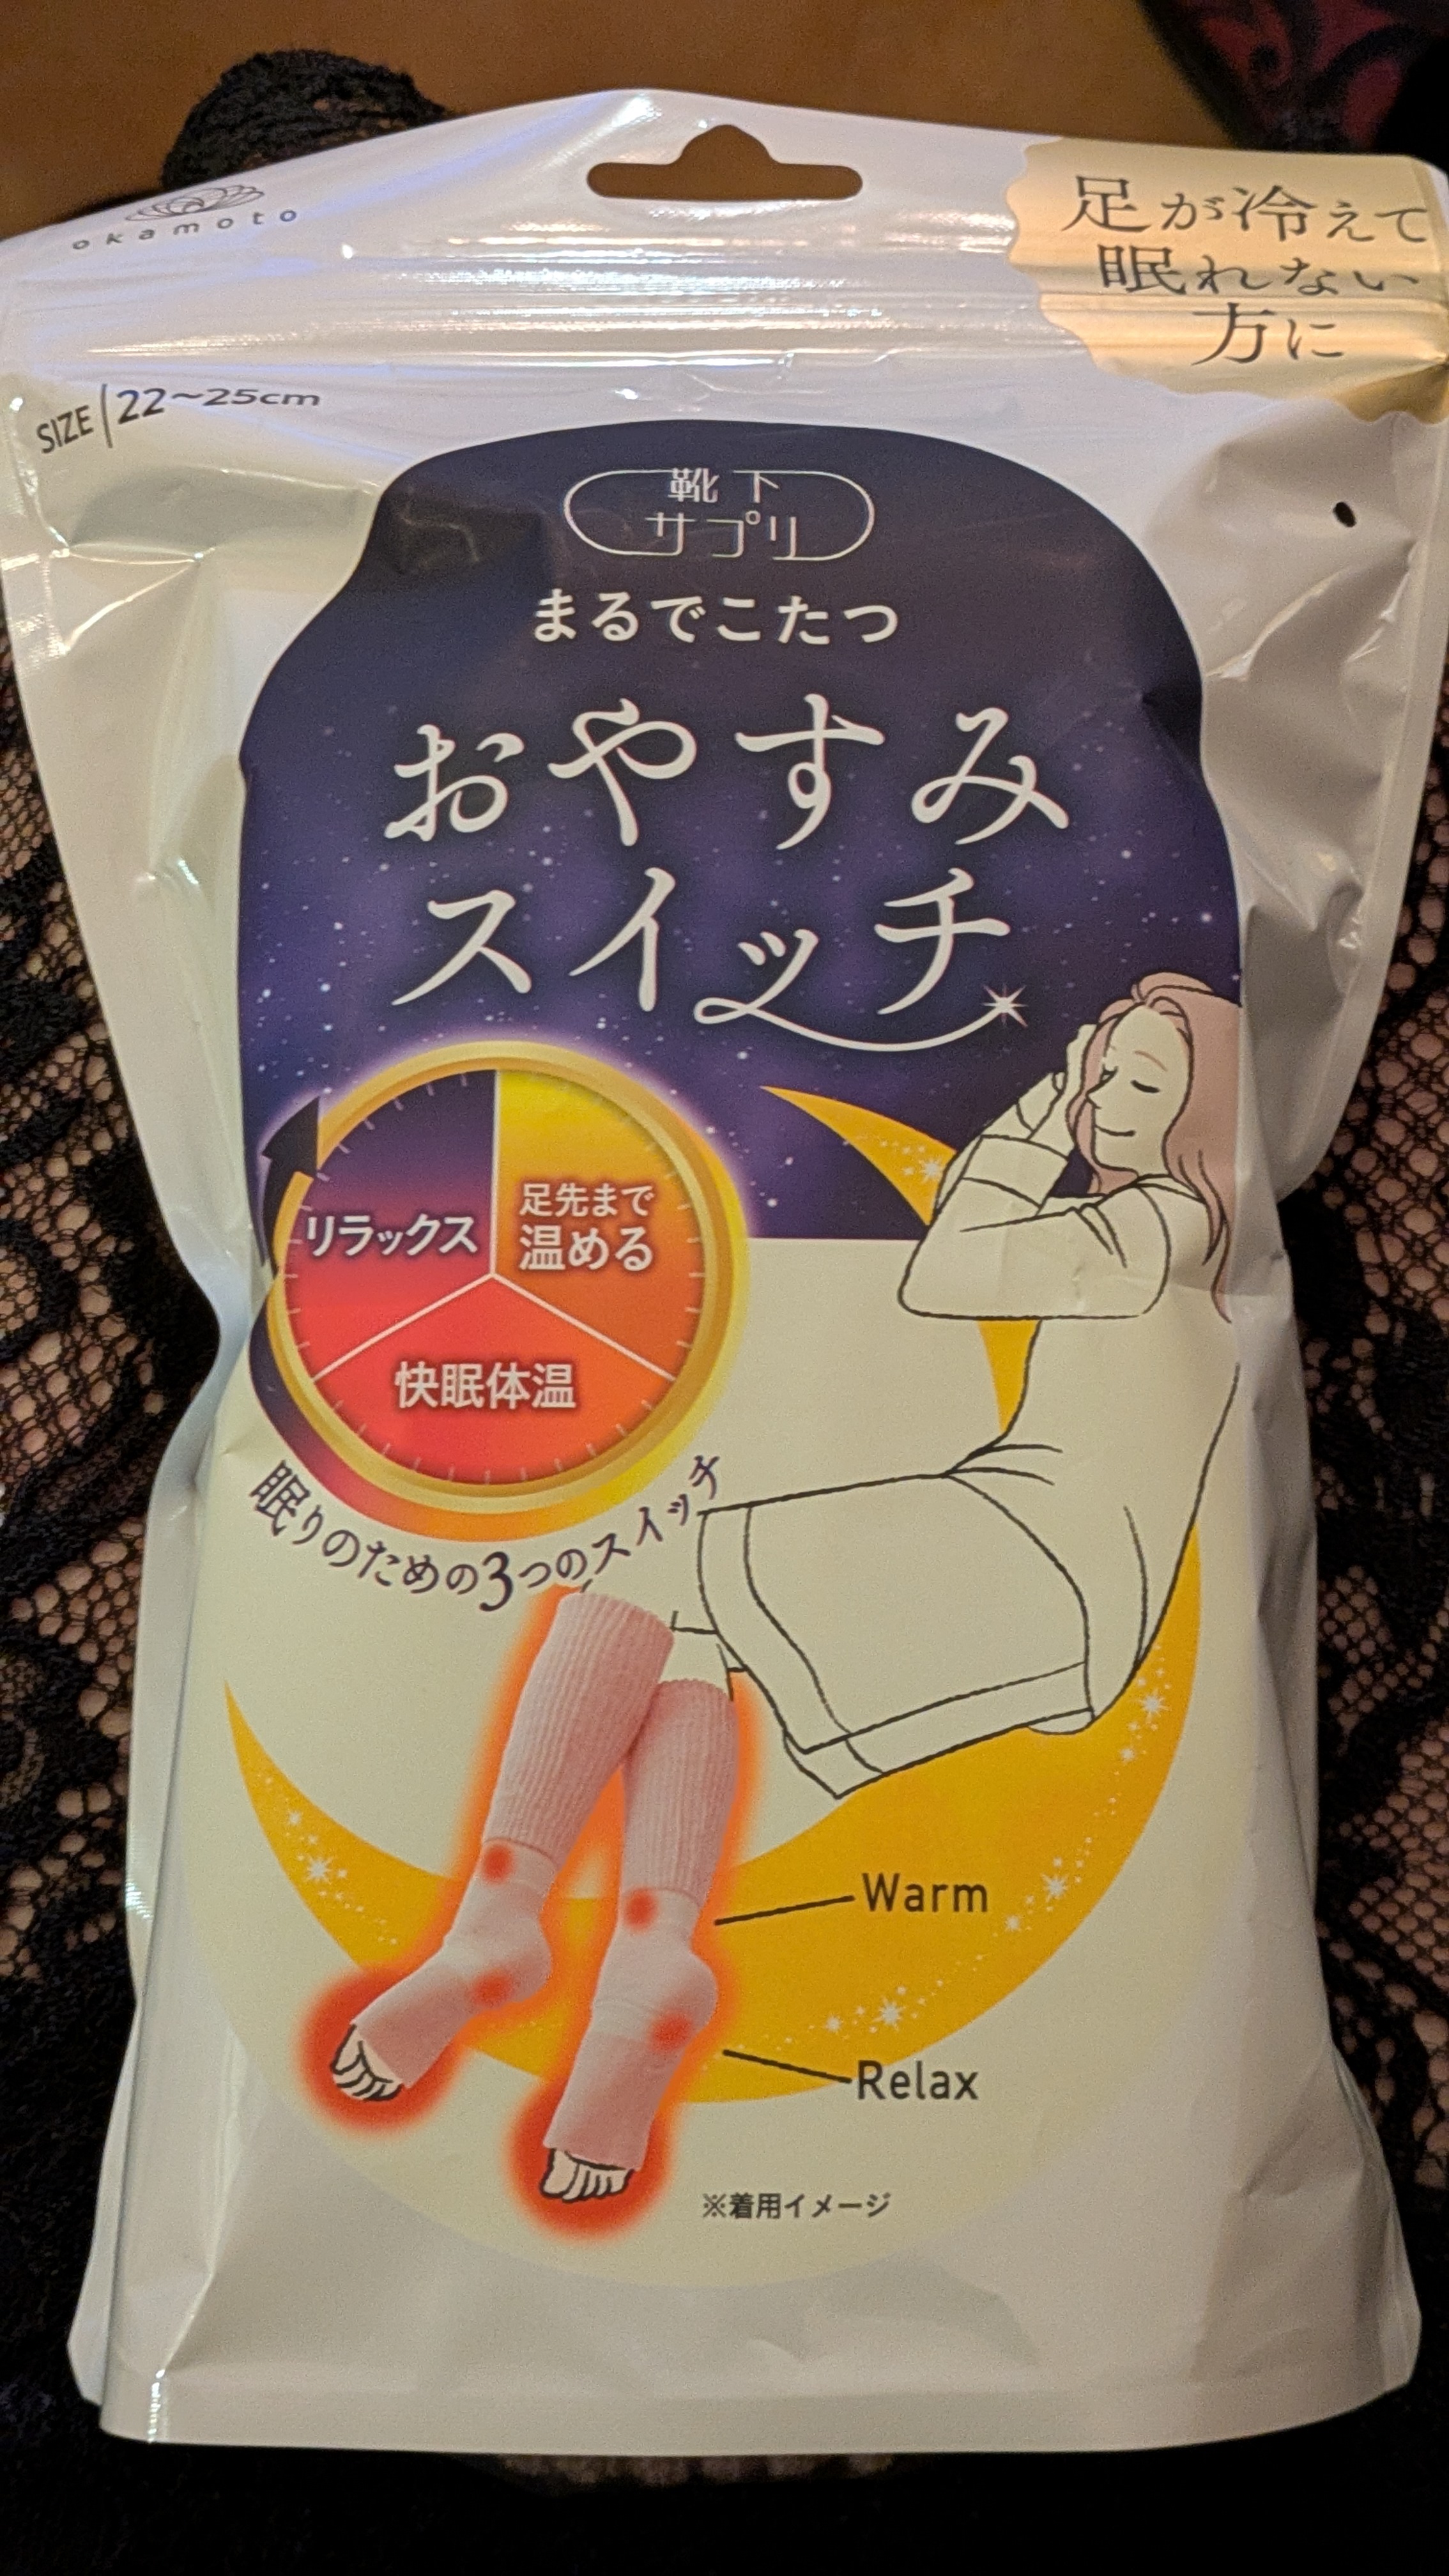 okamoto
足が冷えて
眠れない
方に
SIZE 22~25cm
靴下
サプリ
まるでこたつ
おやすみ
スイッチ
リラックス
足先まで
温める
快眠体温
眠りのための3つのスイッチ
Warm
Relax
※着用イメージ